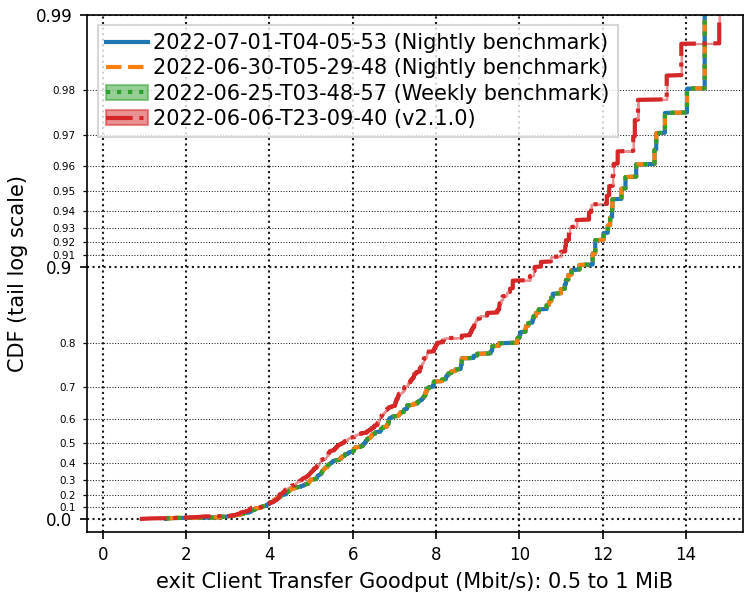 0.99
2022-07-01-T04-05-53 (Nightly benchmark)
2022-06-30-T05-29-48 (Nightly benchmark)
2022-06-25-T03-48-57 (Weekly benchmark)
2022-06-06-T23-09-40 (v2.1.0)
0.98
0.97
0.96
0.95
0.94
0.93
0.92
0.91
0.9
0.8
0.7
0.6
0.5
0.4
0.3
0.2
0.1
0.0
CDF (tail log scale)
0 2 4 6 8 10 12 14
exit Client Transfer Goodput (Mbit/s): 0.5 to 1 MiB